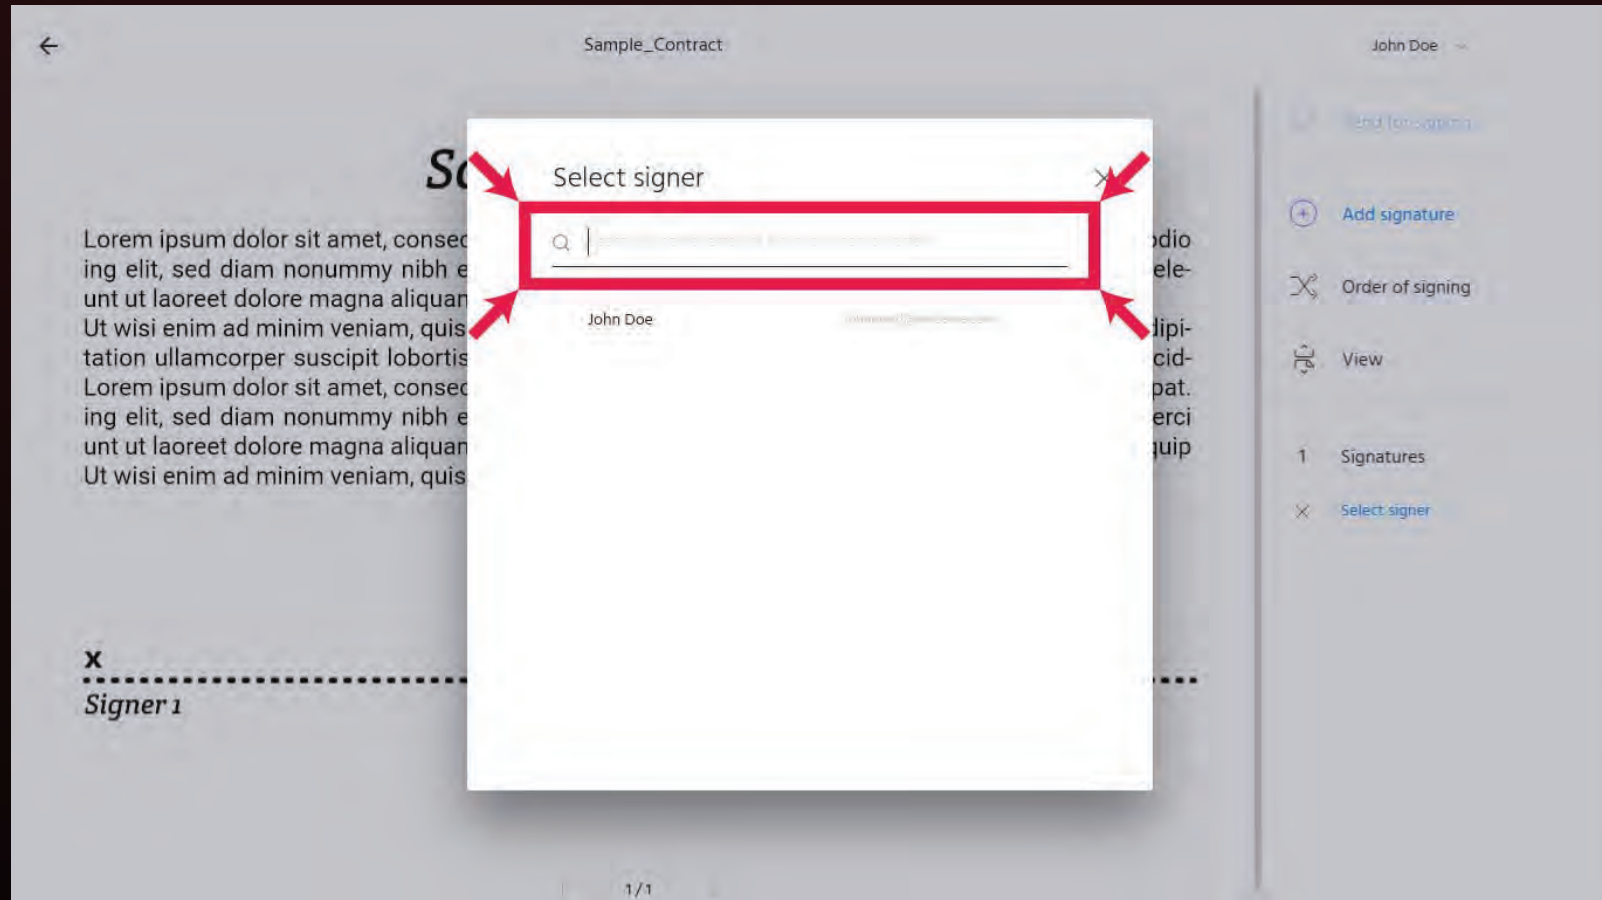 Sample_Contract
John Doe
Send for signing
Select signer
Add signature
Lorem ipsum dolor sit amet, consec
odio
ing elit, sed diam nonummy nibh e
ele-
unt ut laoreet dolore magna aliquan
Order of signing
Ut wisi enim ad minim veniam, quis
dipi-
John Doe
tation ullamcorper suscipit lobortis
cid-
View
Lorem ipsum dolor sit amet, consec
pat.
ing elit, sed diam nonummy nibh e
erci
unt ut laoreet dolore magna aliquan
quip
1 Signatures
Ut wisi enim ad minim veniam, quis
Select signer
x
Signer 1
1/1